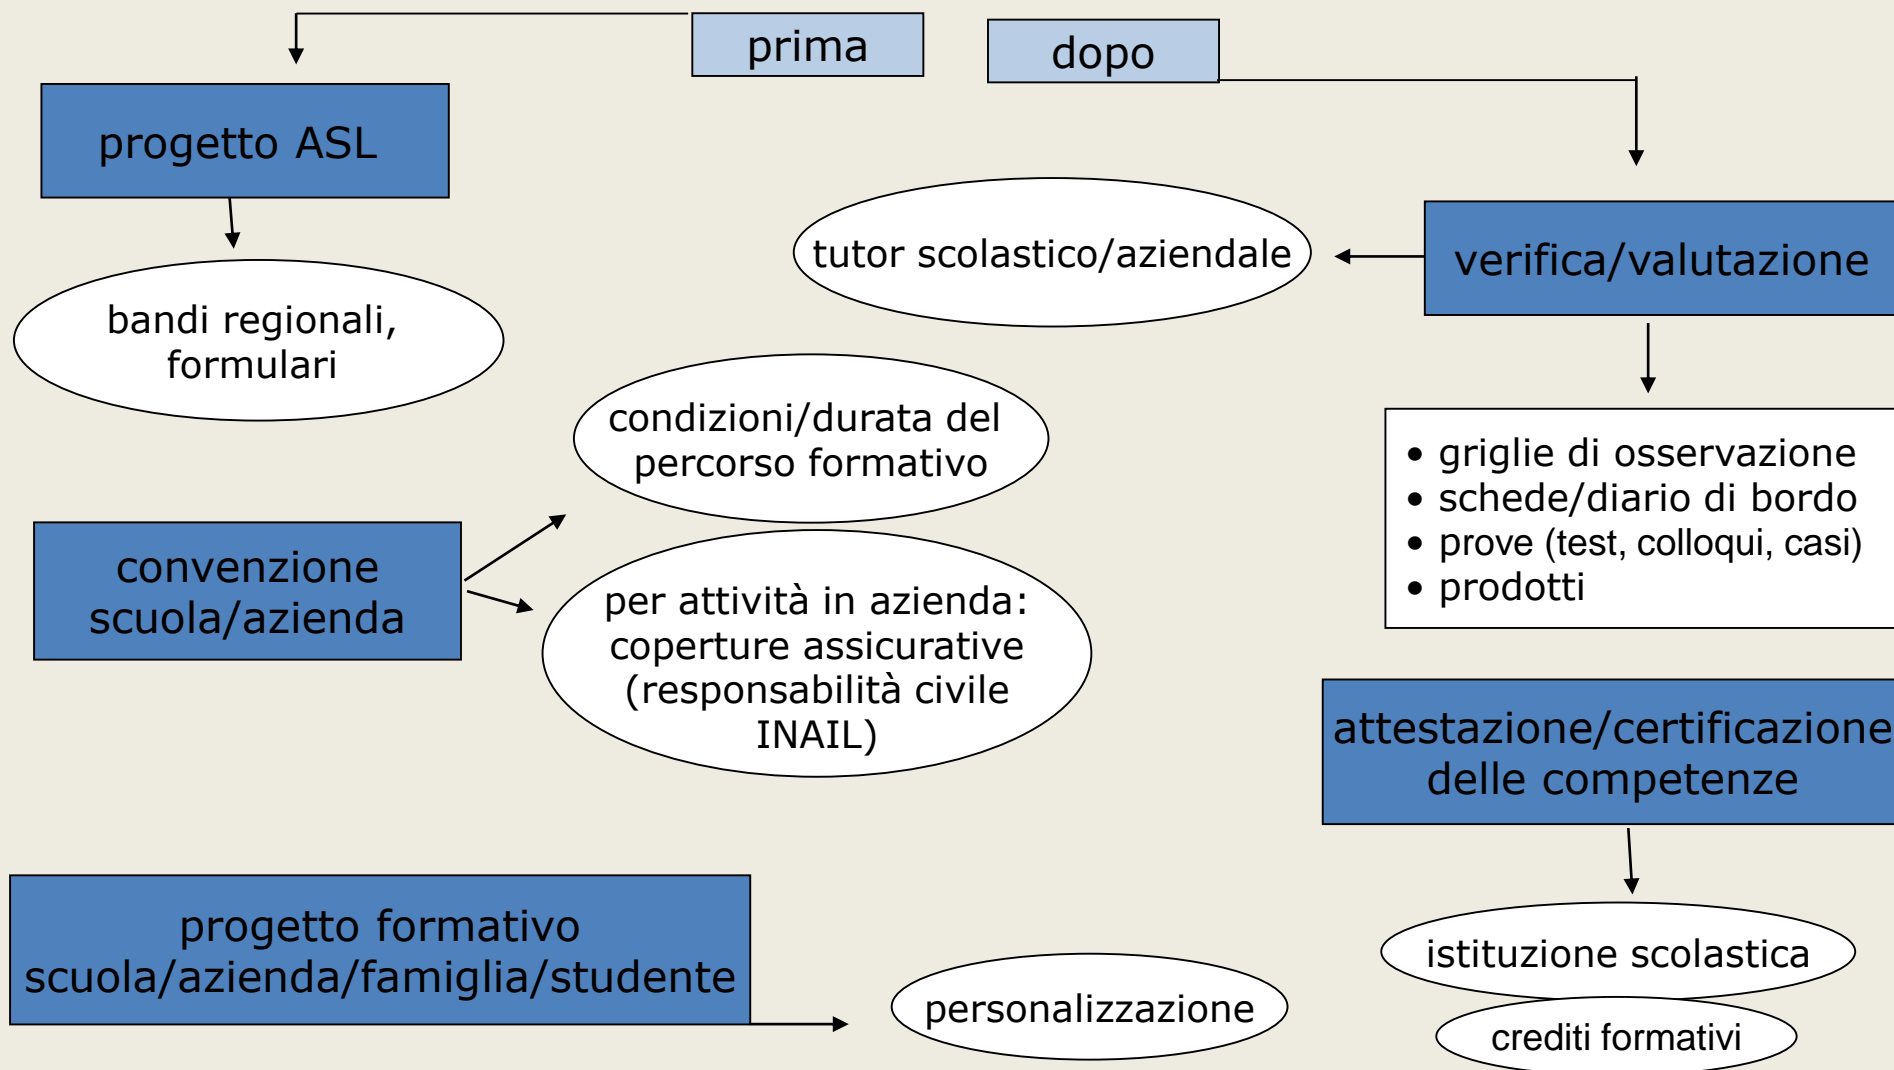 prima
dopo
progetto ASL
bandi regionali,
formulari
convenzione
scuola/azienda
condizioni/durata del
percorso formativo
per attività in azienda:
coperture assicurative
(responsabilità civile
INAIL)
progetto formativo
scuola/azienda/famiglia/studente
personalizzazione
tutor scolastico/aziendale
verifica/valutazione
• griglie di osservazione
• schede/diario di bordo
• prove (test, colloqui, casi)
• prodotti
attestazione/certificazione
delle competenze
istituzione scolastica
crediti formativi